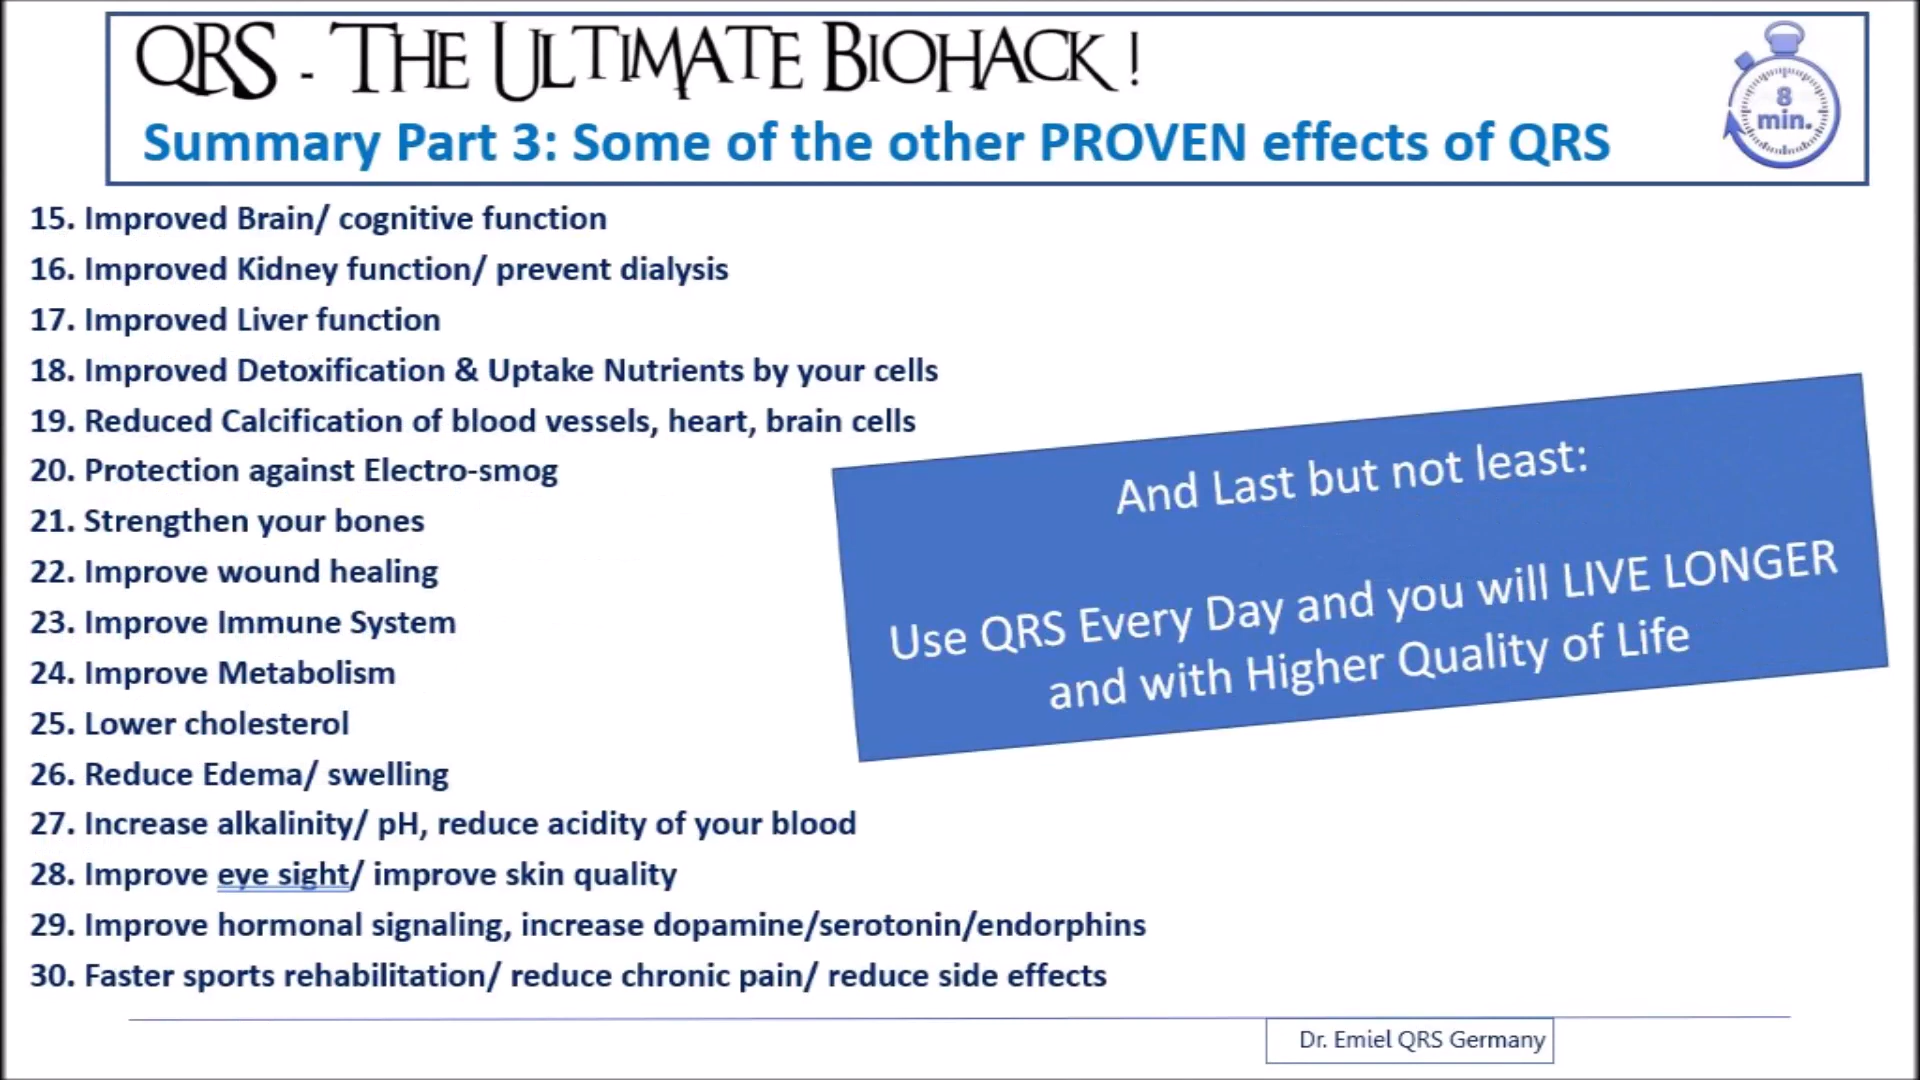 QRS - THE ULTIMATE BIOHACK !
Summary Part 3: Some of the other PROVEN effects of QRS
8
min.
15. Improved Brain/ cognitive function
16. Improved Kidney function/ prevent dialysis
17. Improved Liver function
18. Improved Detoxification & Uptake Nutrients by your cells
19. Reduced Calcification of blood vessels, heart, brain cells
20. Protection against Electro-smog
21. Strengthen your bones
22. Improve wound healing
23. Improve Immune System
24. Improve Metabolism
25. Lower cholesterol
26. Reduce Edema/ swelling
27. Increase alkalinity/ pH, reduce acidity of your blood
28. Improve eye sight/ improve skin quality
29. Improve hormonal signaling, increase dopamine/serotonin/endorphins
30. Faster sports rehabilitation/ reduce chronic pain/ reduce side effects
And Last but not least:
Use QRS Every Day and you will LIVE LONGER
and with Higher Quality of Life
Dr. Emiel QRS Germany